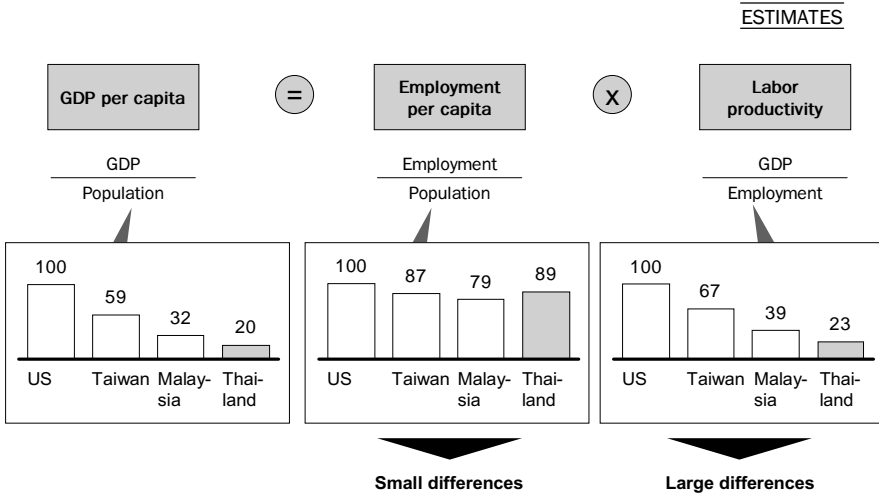 ESTIMATES
GDP per capita
=
Employment
per capita
x
Labor
productivity
GDP
Population
Employment
Population
GDP
Employment
100
59
32
20
US
Taiwan
Malay-
sia
Thai-
land
100
87
79
89
US
Taiwan
Malay-
sia
Thai-
land
100
67
39
23
US
Taiwan
Malay-
sia
Thai-
land
Small differences
Large differences